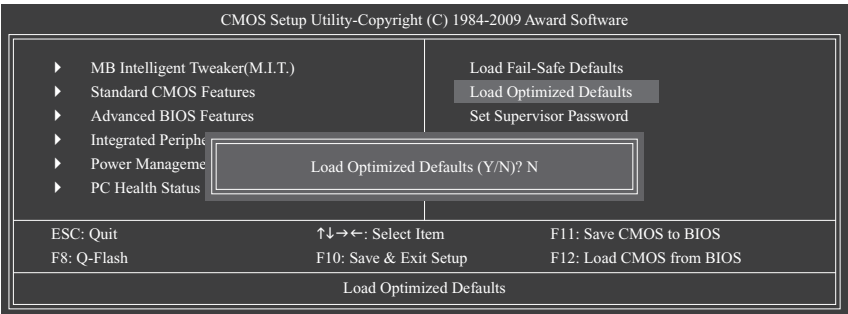 CMOS Setup Utility-Copyright (C) 1984-2009 Award Software
MB Intelligent Tweaker(M.I.T.)
Standard CMOS Features
Advanced BIOS Features
Integrated Periphe
Power Manageme
PC Health Status
Load Fail-Safe Defaults
Load Optimized Defaults
Set Supervisor Password
Load Optimized Defaults (Y/N)? N
ESC: Quit
↑↓→←: Select Item
F11: Save CMOS to BIOS
F8: Q-Flash
F10: Save & Exit Setup
F12: Load CMOS from BIOS
Load Optimized Defaults